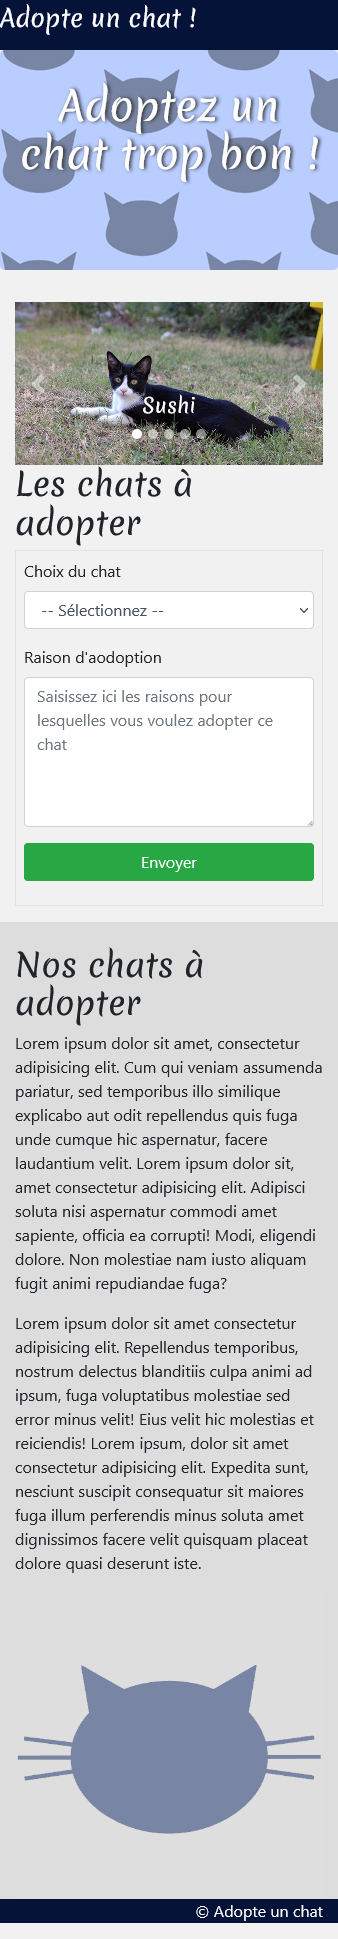 Adopte un chat !
Adoptez un
chat trop bon !
Sushi
Les chats à
adopter
Choix du chat
-- Sélectionnez --
Raison d'aodoption
Saisissez ici les raisons pour
lesquelles vous voulez adopter ce
chat
Envoyer
Nos chats à
adopter
Lorem ipsum dolor sit amet, consectetur
adipisicing elit. Cum qui veniam assumenda
pariatur, sed temporibus illo similique
explicabo aut odit repellendus quis fuga
unde cumque hic aspernatur, facere
laudantium velit. Lorem ipsum dolor sit,
amet consectetur adipisicing elit. Adipisci
soluta nisi aspernatur commodi amet
sapiente, officia ea corrupti! Modi, eligendi
dolore. Non molestiae nam iusto aliquam
fugit animi repudiandae fuga?
Lorem ipsum dolor sit amet consectetur
adipisicing elit. Repellendus temporibus,
nostrum delectus blanditiis culpa animi ad
ipsum, fuga voluptatibus molestiae sed
error minus velit! Eius velit hic molestias et
reiciendis! Lorem ipsum, dolor sit amet
consectetur adipisicing elit. Expedita sunt,
nesciunt suscipit consequatur sit maiores
fuga illum perferendis minus soluta amet
dignissimos facere velit quisquam placeat
dolore quasi deserunt iste.
© Adopte un chat